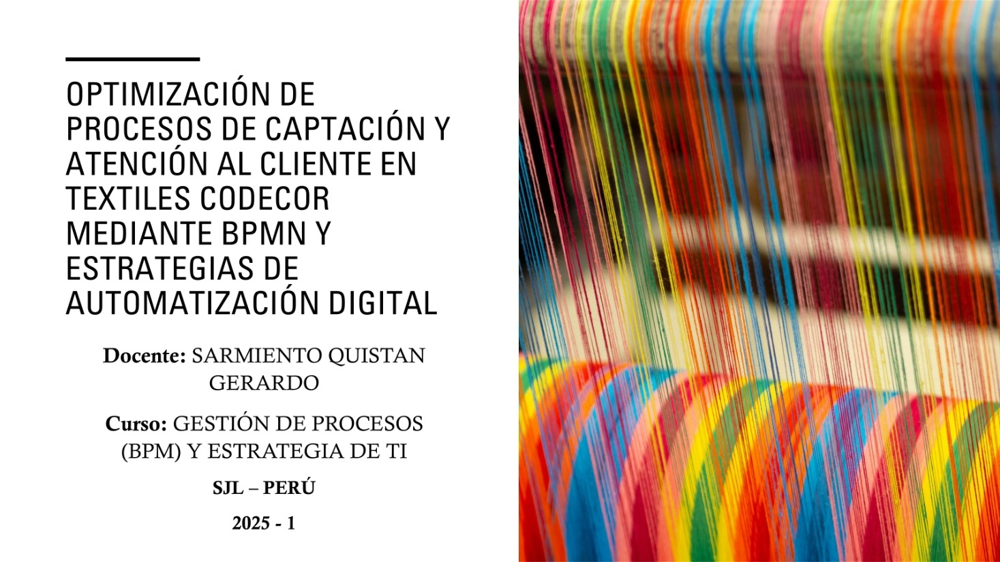 OPTIMIZACIÓN DE
PROCESOS DE CAPTACIÓN Y
ATENCIÓN AL CLIENTE EN
TEXTILES CODECOR
MEDIANTE BPMN Y
ESTRATEGIAS DE
AUTOMATIZACIÓN DIGITAL
Docente: SARMIENTO QUISTAN
GERARDO
Curso: GESTIÓN DE PROCESOS
(BPM) Y ESTRATEGIA DE TI
SJL – PERÚ
2025 - 1